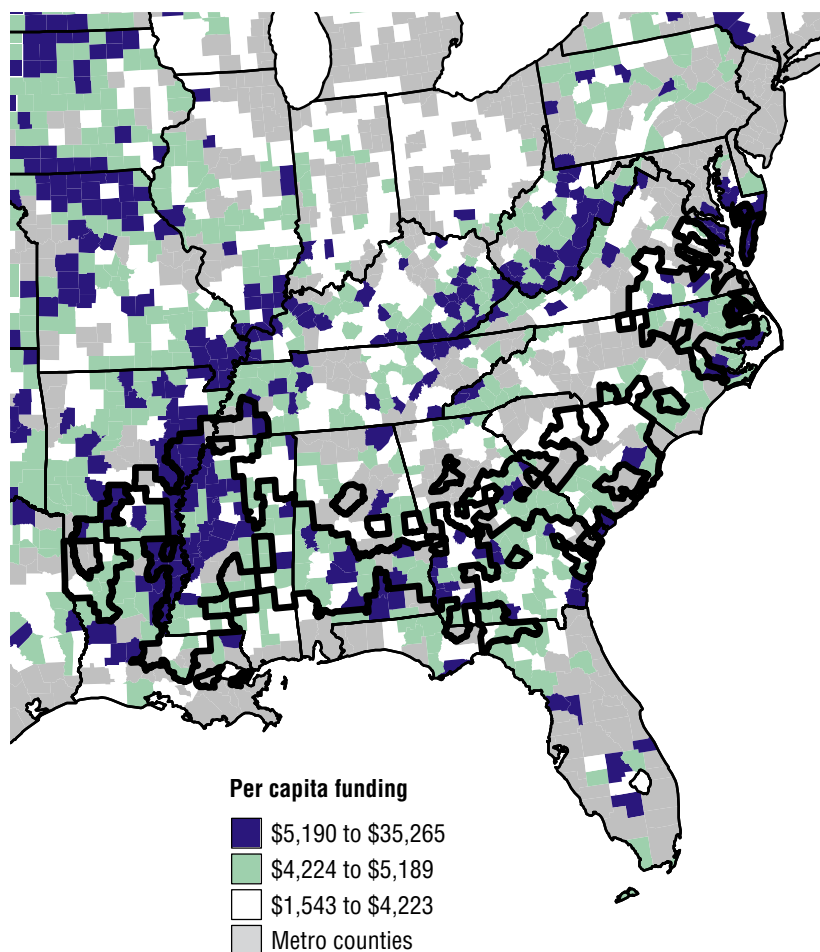 Per capita funding
$5,190 to $35,265
$4,224 to $5,189
$1,543 to $4,223
Metro counties